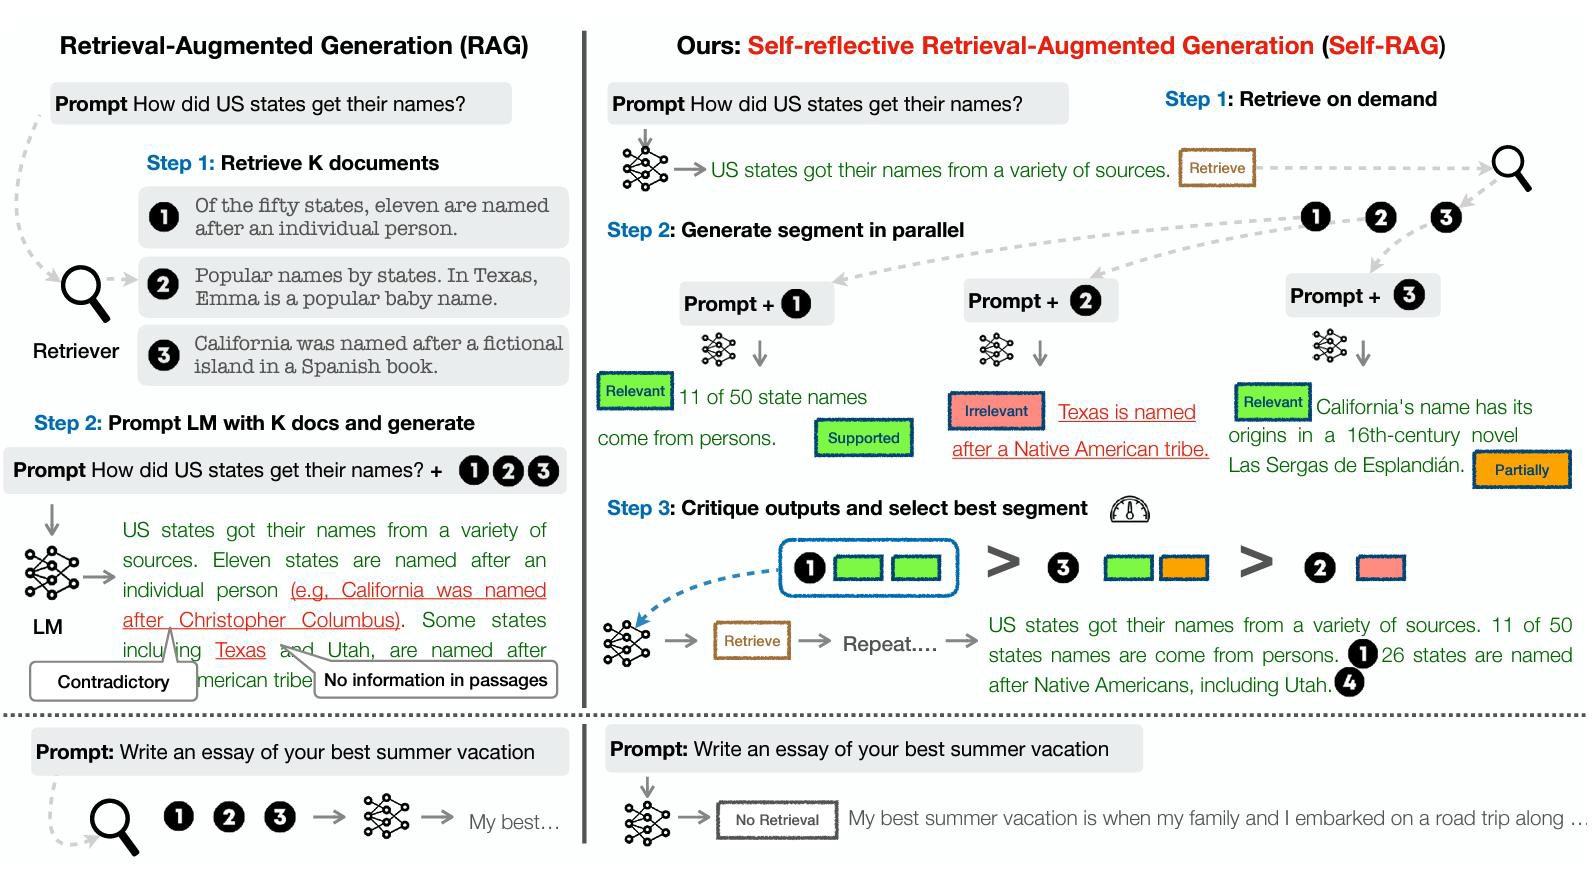 Retrieval-Augmented Generation (RAG)
Prompt How did US states get their names?
Step 1: Retrieve K documents
1 Of the fifty states, eleven are named
after an individual person.
2 Popular names by states. In Texas,
Emma is a popular baby name.
3 California was named after a fictional
island in a Spanish book.
Retriever
Step 2: Prompt LM with K docs and generate
Prompt How did US states get their names? + 1 2 3
US states got their names from a variety of
sources. Eleven states are named after an
individual person (e.g, California was named
after Christopher Columbus). Some states
including Texas and Utah, are named after
merican tribe
LM
Contradictory
No information in passages
Ours: Self-reflective Retrieval-Augmented Generation (Self-RAG)
Prompt How did US states get their names?
Step 1: Retrieve on demand
US states got their names from a variety of sources. Retrieve
1 2 3
Step 2: Generate segment in parallel
Prompt + 1
Relevant 11 of 50 state names
come from persons. Supported
Prompt + 2
Irrelevant Texas is named
after a Native American tribe.
Prompt + 3
Relevant California's name has its
origins in a 16th-century novel
Las Sergas de Esplandián. Partially
Step 3: Critique outputs and select best segment
1 > 3 > 2
Retrieve Repeat....
US states got their names from a variety of sources. 11 of 50
states names are come from persons. 1 26 states are named
after Native Americans, including Utah. 4
Prompt: Write an essay of your best summer vacation
1 2 3 My best…
Prompt: Write an essay of your best summer vacation
No Retrieval My best summer vacation is when my family and I embarked on a road trip along …